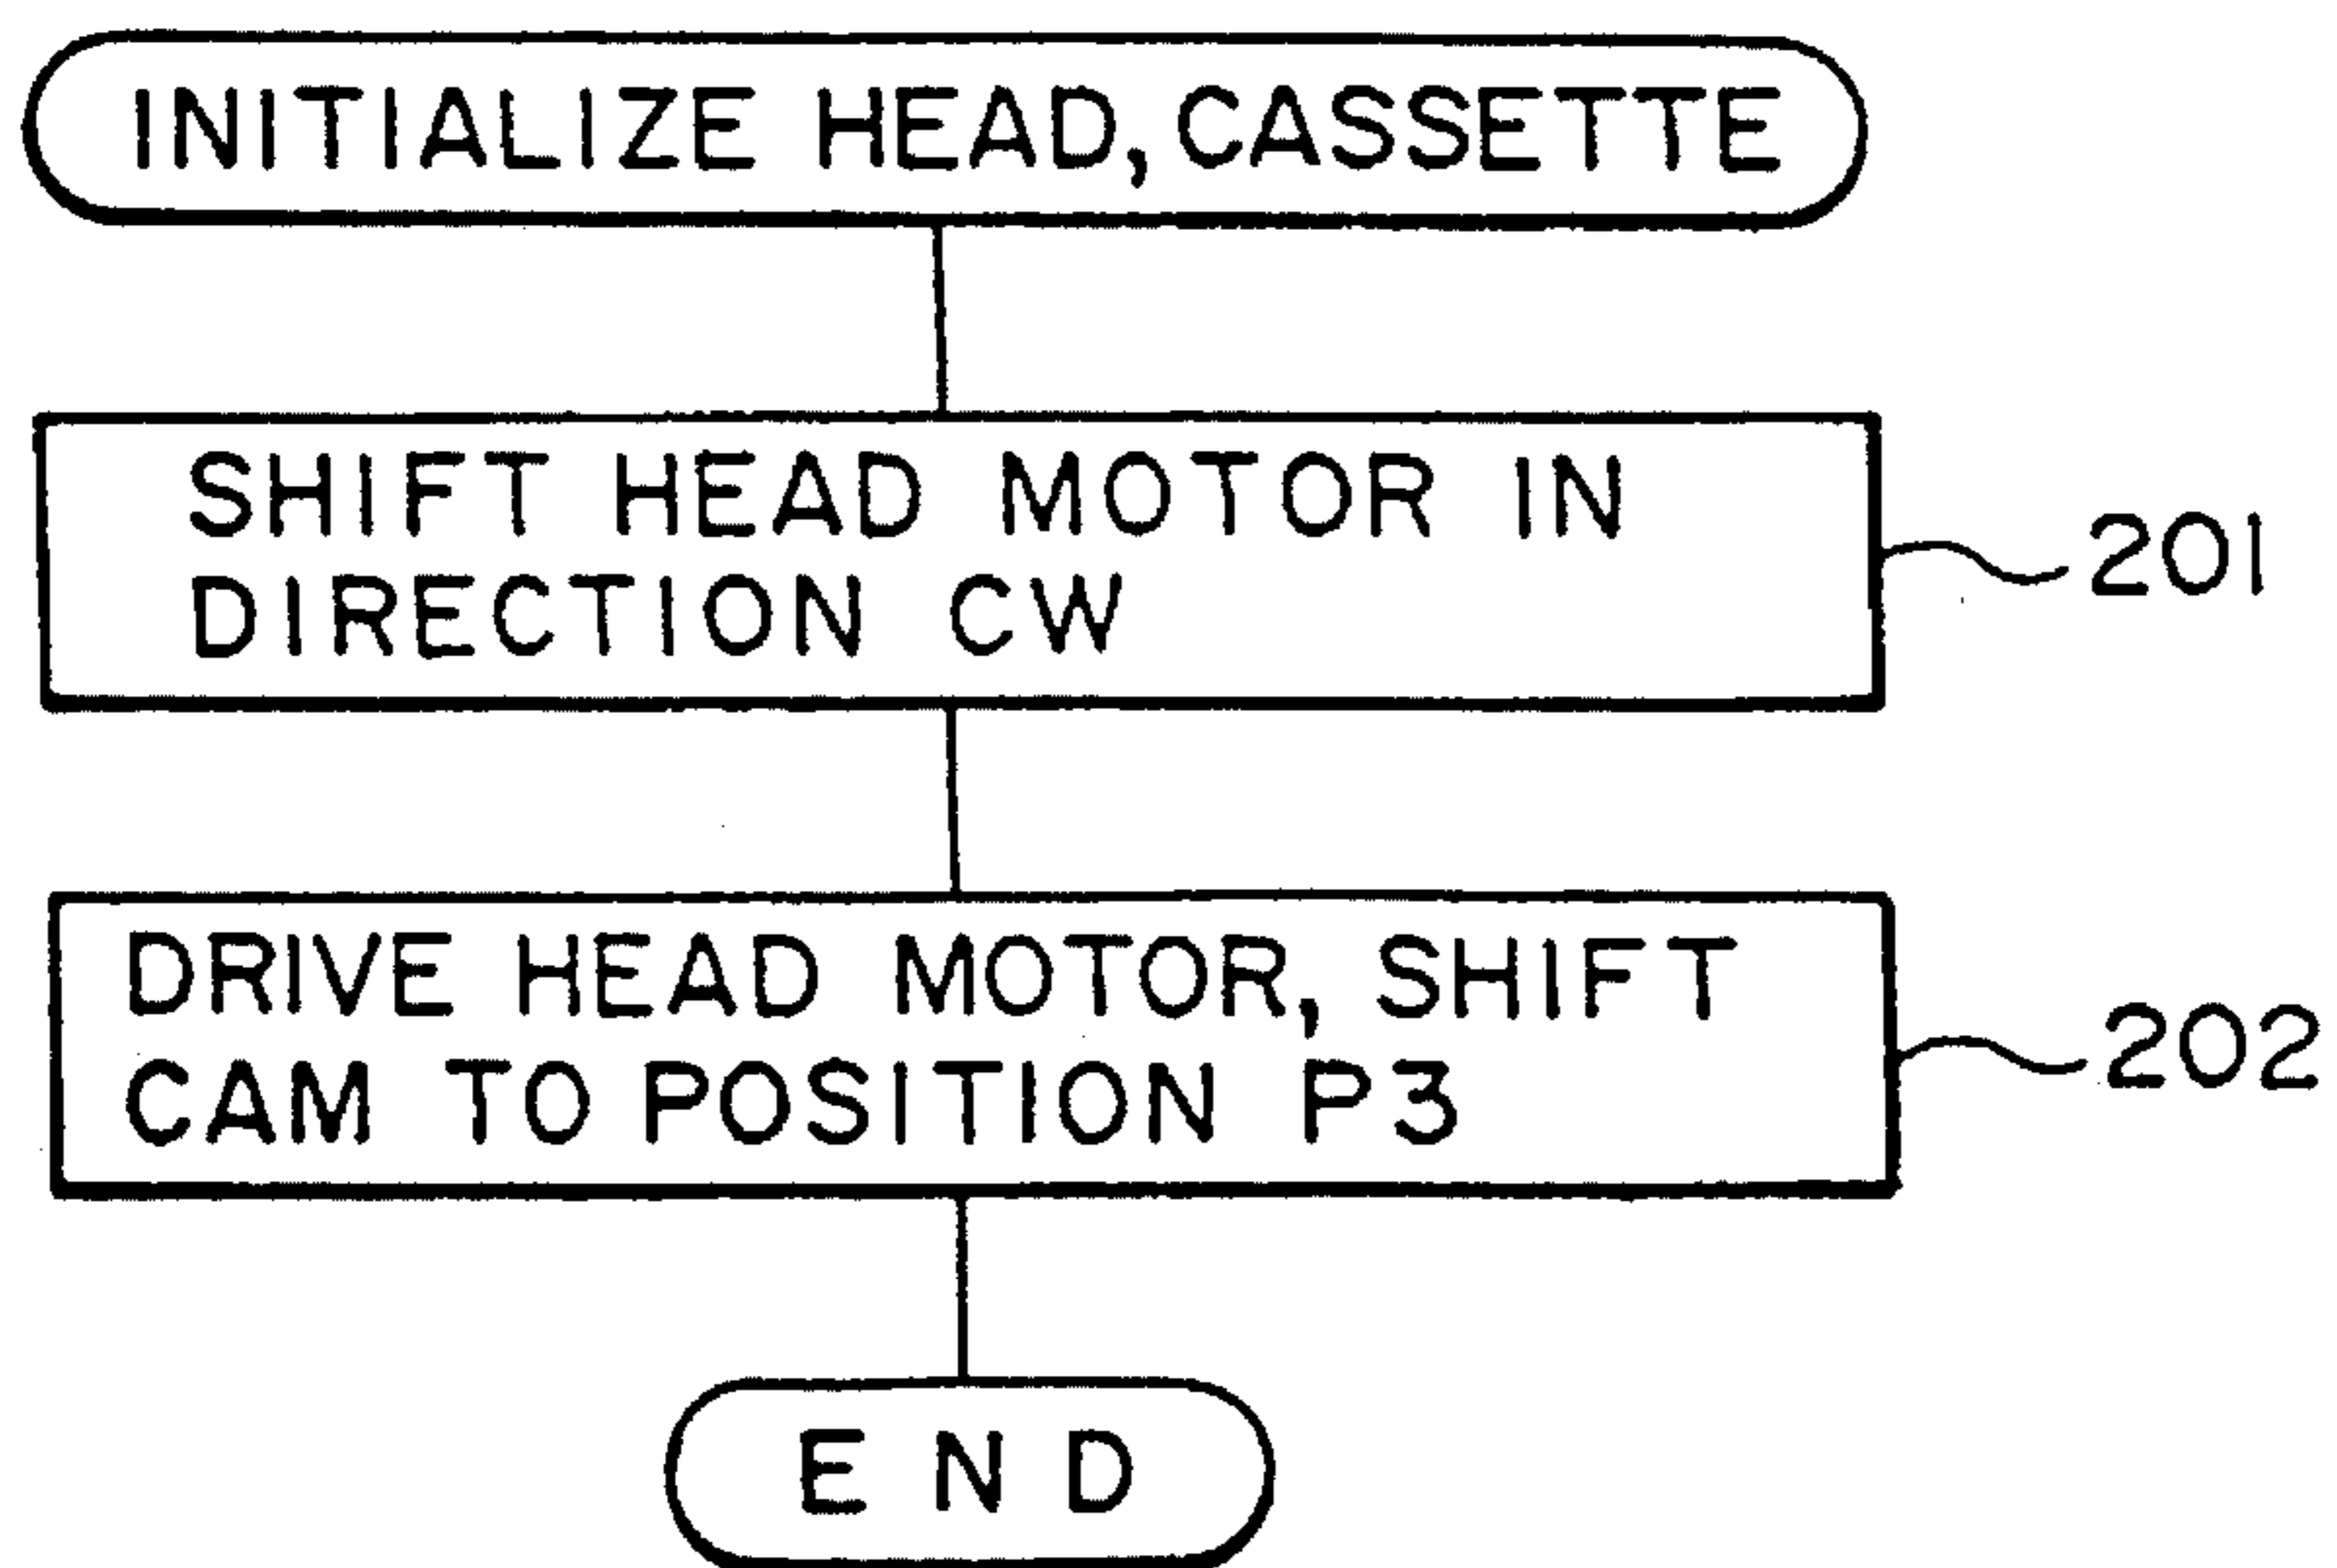 INITIALIZE HEAD, CASSETTE
SHIFT HEAD MOTOR IN
DIRECTION CW
201
DRIVE HEAD MOTOR, SHIFT
CAM TO POSITION P3
202
END